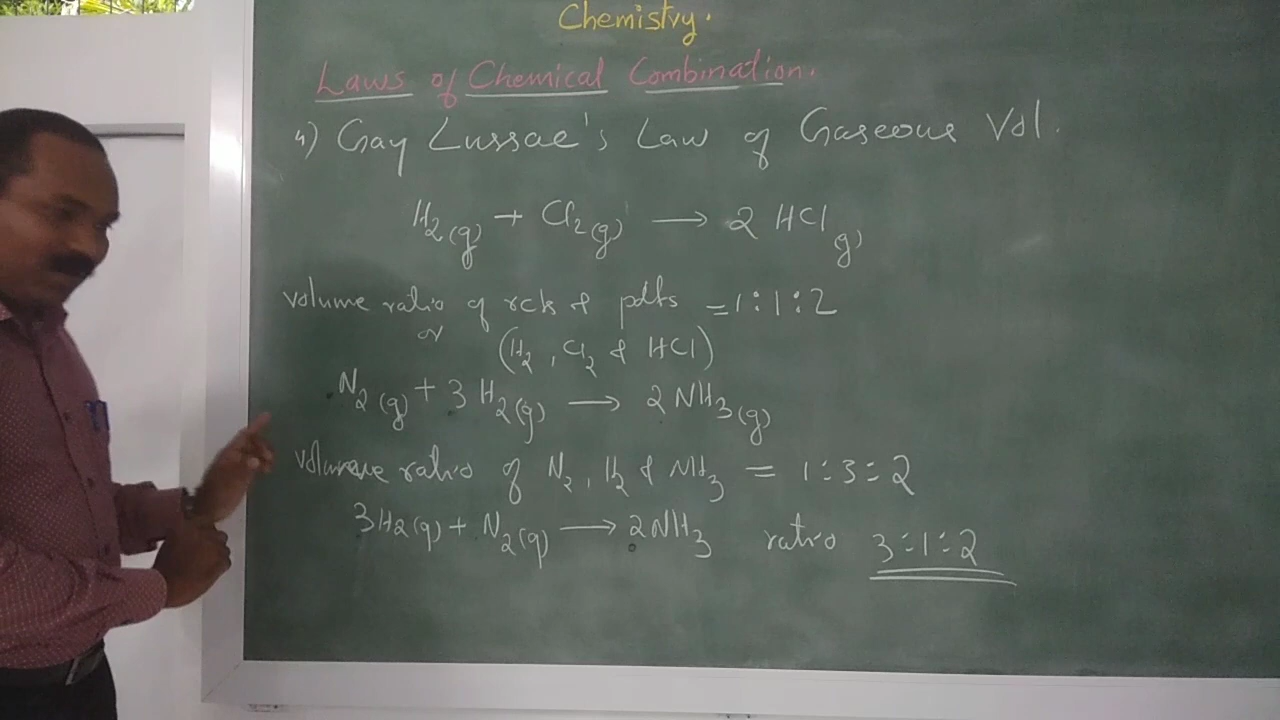 Chemistry.
Laws of Chemical Combination.
4) Gay Lussac's Law of Gaseous Vol.
H₂(g) + Cl₂(g) → 2 HCl g)
volume ratio of rcts & pdts = 1:1:2
or (H₂, Cl₂ & HCl)
N₂(g) + 3 H₂(g) → 2 NH₃(g)
volume ratio of N₂, H₂ & NH₃ = 1:3:2
3H₂(g) + N₂(g) → 2NH₃ ratio 3:1:2